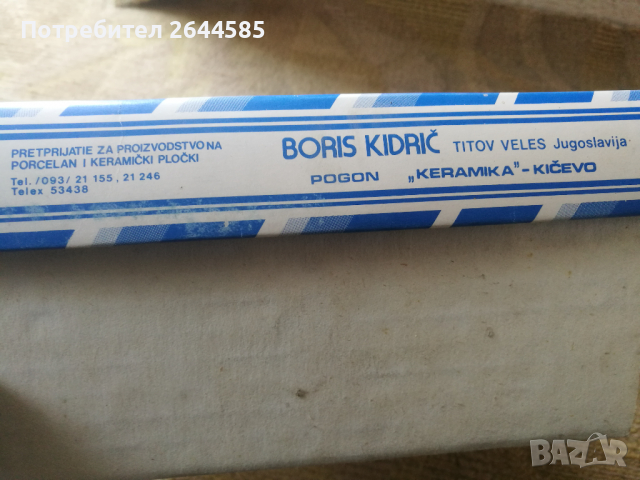 Потребител 2644585
PRETPRIJATIE ZA PROIZVODSTVO NA
PORCELAN I KERAMIČKI PLOČKI
Tel. /093/ 21 155, 21 246
Telex 53438
BORIS KIDRIČ TITOV VELES Jugoslavija
POGON „KERAMIKA" - KIČEVO
BAZAR